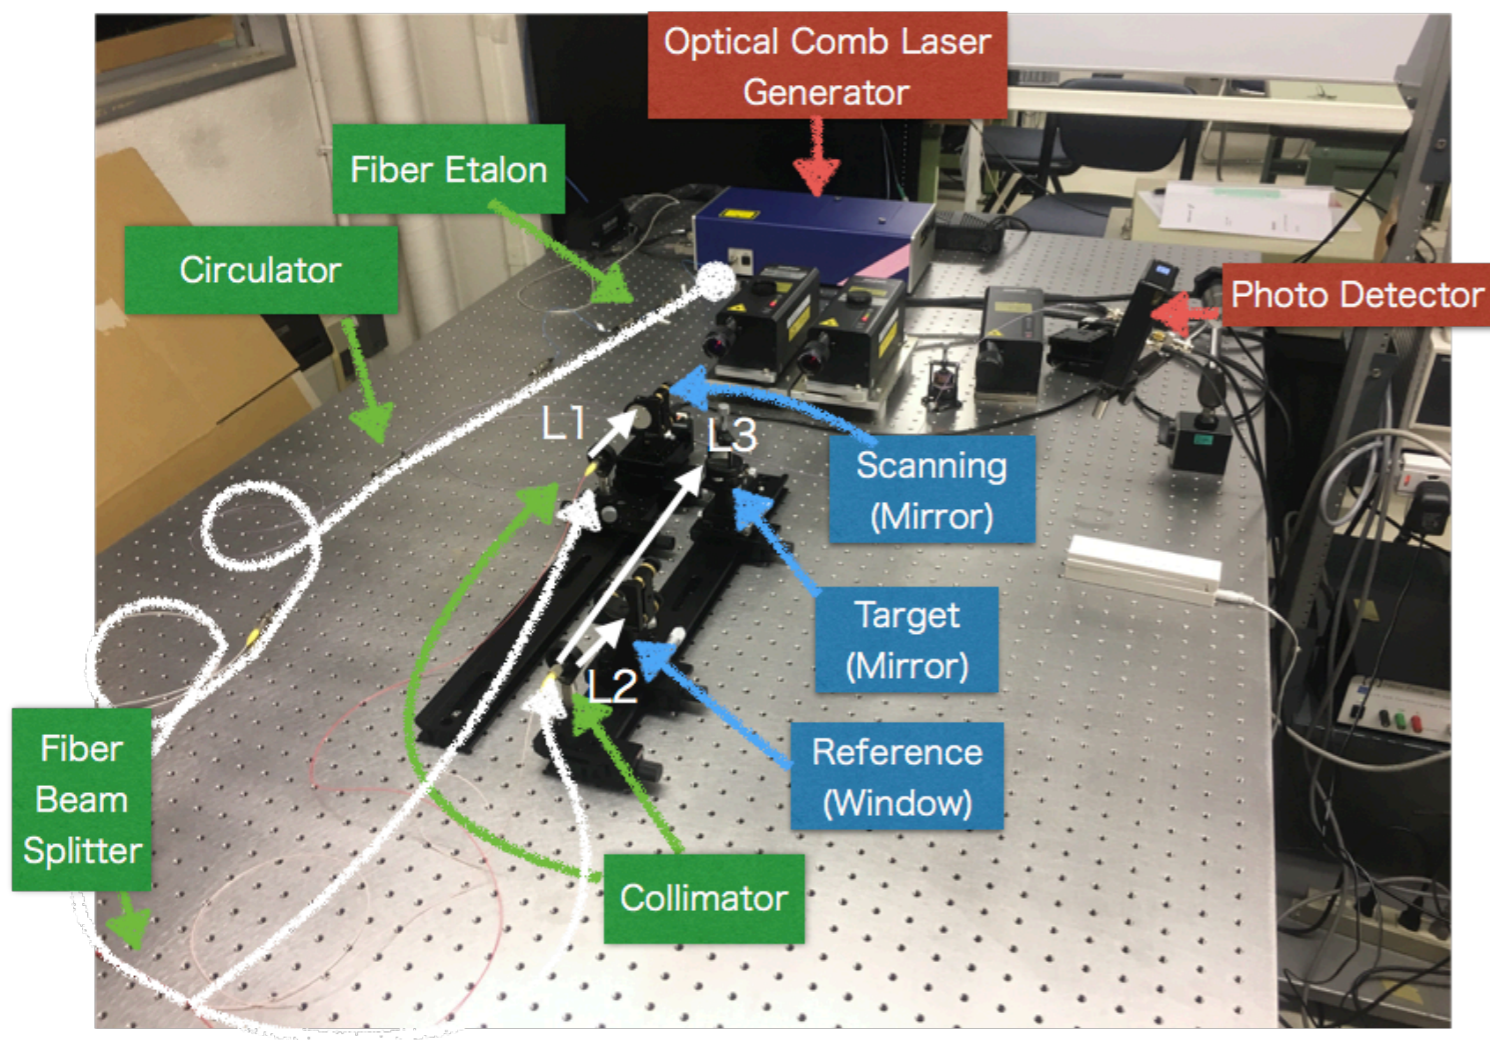 Optical Comb Laser
Generator
Fiber Etalon
Circulator
Photo Detector
L1
L3
Scanning
(Mirror)
Target
(Mirror)
L2
Reference
(Window)
Fiber
Beam
Splitter
Collimator